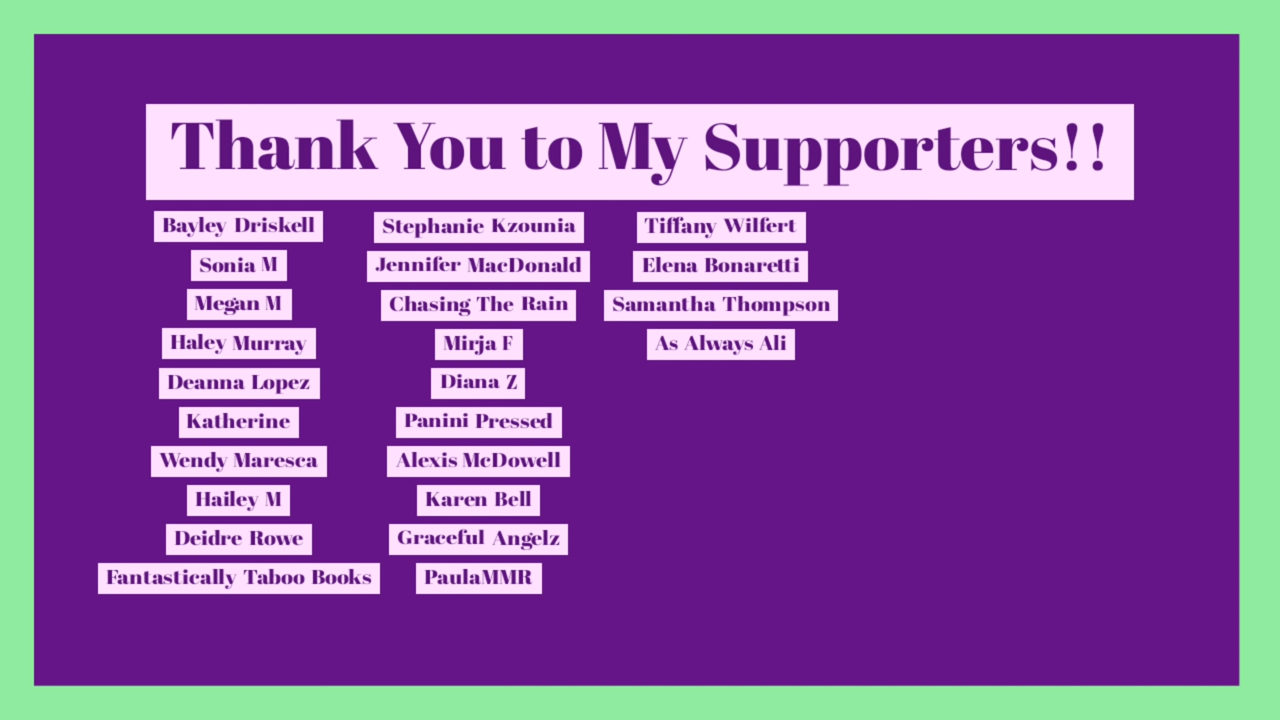 Thank You to My Supporters!!
Bayley Driskell
Sonia M
Megan M
Haley Murray
Deanna Lopez
Katherine
Wendy Maresca
Hailey M
Deidre Rowe
Fantastically Taboo Books
Stephanie Kzounia
Jennifer MacDonald
Chasing The Rain
Mirja F
Diana Z
Panini Pressed
Alexis McDowell
Karen Bell
Graceful Angelz
PaulaMMR
Tiffany Wilfert
Elena Bonaretti
Samantha Thompson
As Always Ali